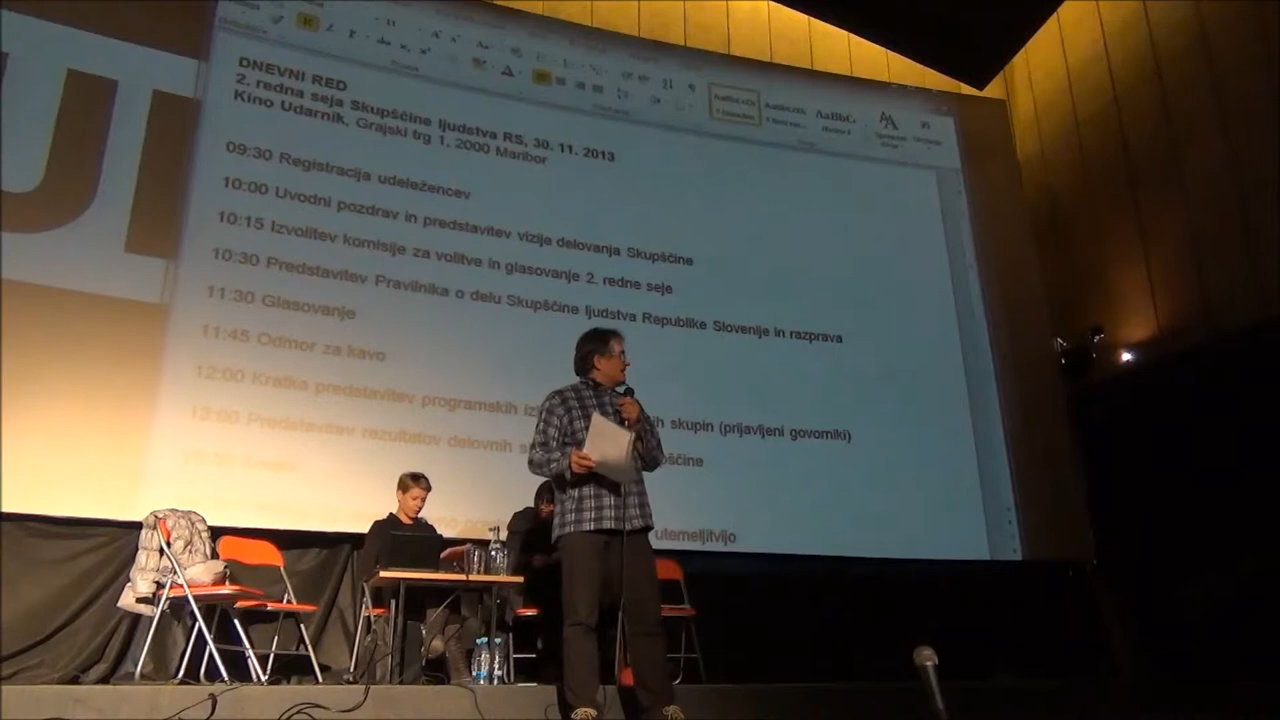 DNEVNI RED
2. redna seja Skupščine ljudstva RS, 30. 11. 2013
Kino Udarnik, Grajski trg 1, 2000 Maribor
09:30 Registracija udeležencev
10:00 Uvodni pozdrav in predstavitev vizije delovanja Skupščine
10:15 Izvolitev komisije za volitve in glasovanje 2. redne seje
10:30 Predstavitev Pravilnika o delu Skupščine ljudstva Republike Slovenije in razprava
11:30 Glasovanje
11:45 Odmor za kavo
12:00 Kratka predstavitev programskih skupin (prijavljeni govorniki)
13:00 Predstavitev rezultatov delovnih
utemeljitvijo